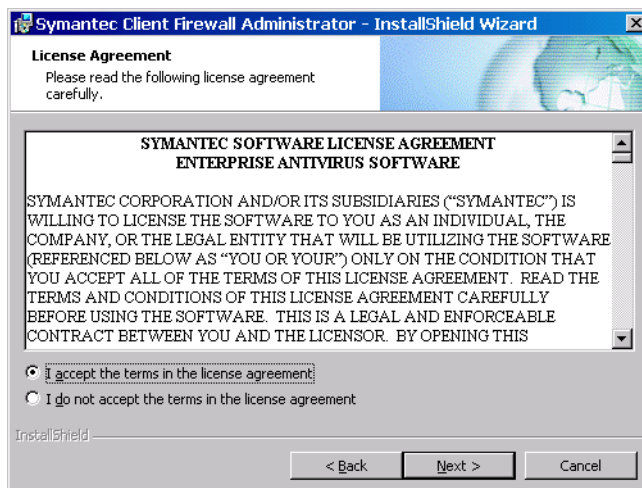 Symantec Client Firewall Administrator - InstallShield Wizard
License Agreement
Please read the following license agreement
carefully.
SYMANTEC SOFTWARE LICENSE AGREEMENT
ENTERPRISE ANTIVIRUS SOFTWARE
SYMANTEC CORPORATION AND/OR ITS SUBSIDIARIES (“SYMANTEC”) IS
WILLING TO LICENSE THE SOFTWARE TO YOU AS AN INDIVIDUAL, THE
COMPANY, OR THE LEGAL ENTITY THAT WILL BE UTILIZING THE SOFTWARE
(REFERENCED BELOW AS “YOU OR YOUR”) ONLY ON THE CONDITION THAT
YOU ACCEPT ALL OF THE TERMS OF THIS LICENSE AGREEMENT. READ THE
TERMS AND CONDITIONS OF THIS LICENSE AGREEMENT CAREFULLY
BEFORE USING THE SOFTWARE. THIS IS A LEGAL AND ENFORCEABLE
CONTRACT BETWEEN YOU AND THE LICENSOR. BY OPENING THIS
I accept the terms in the license agreement
I do not accept the terms in the license agreement
InstallShield
< Back
Next >
Cancel